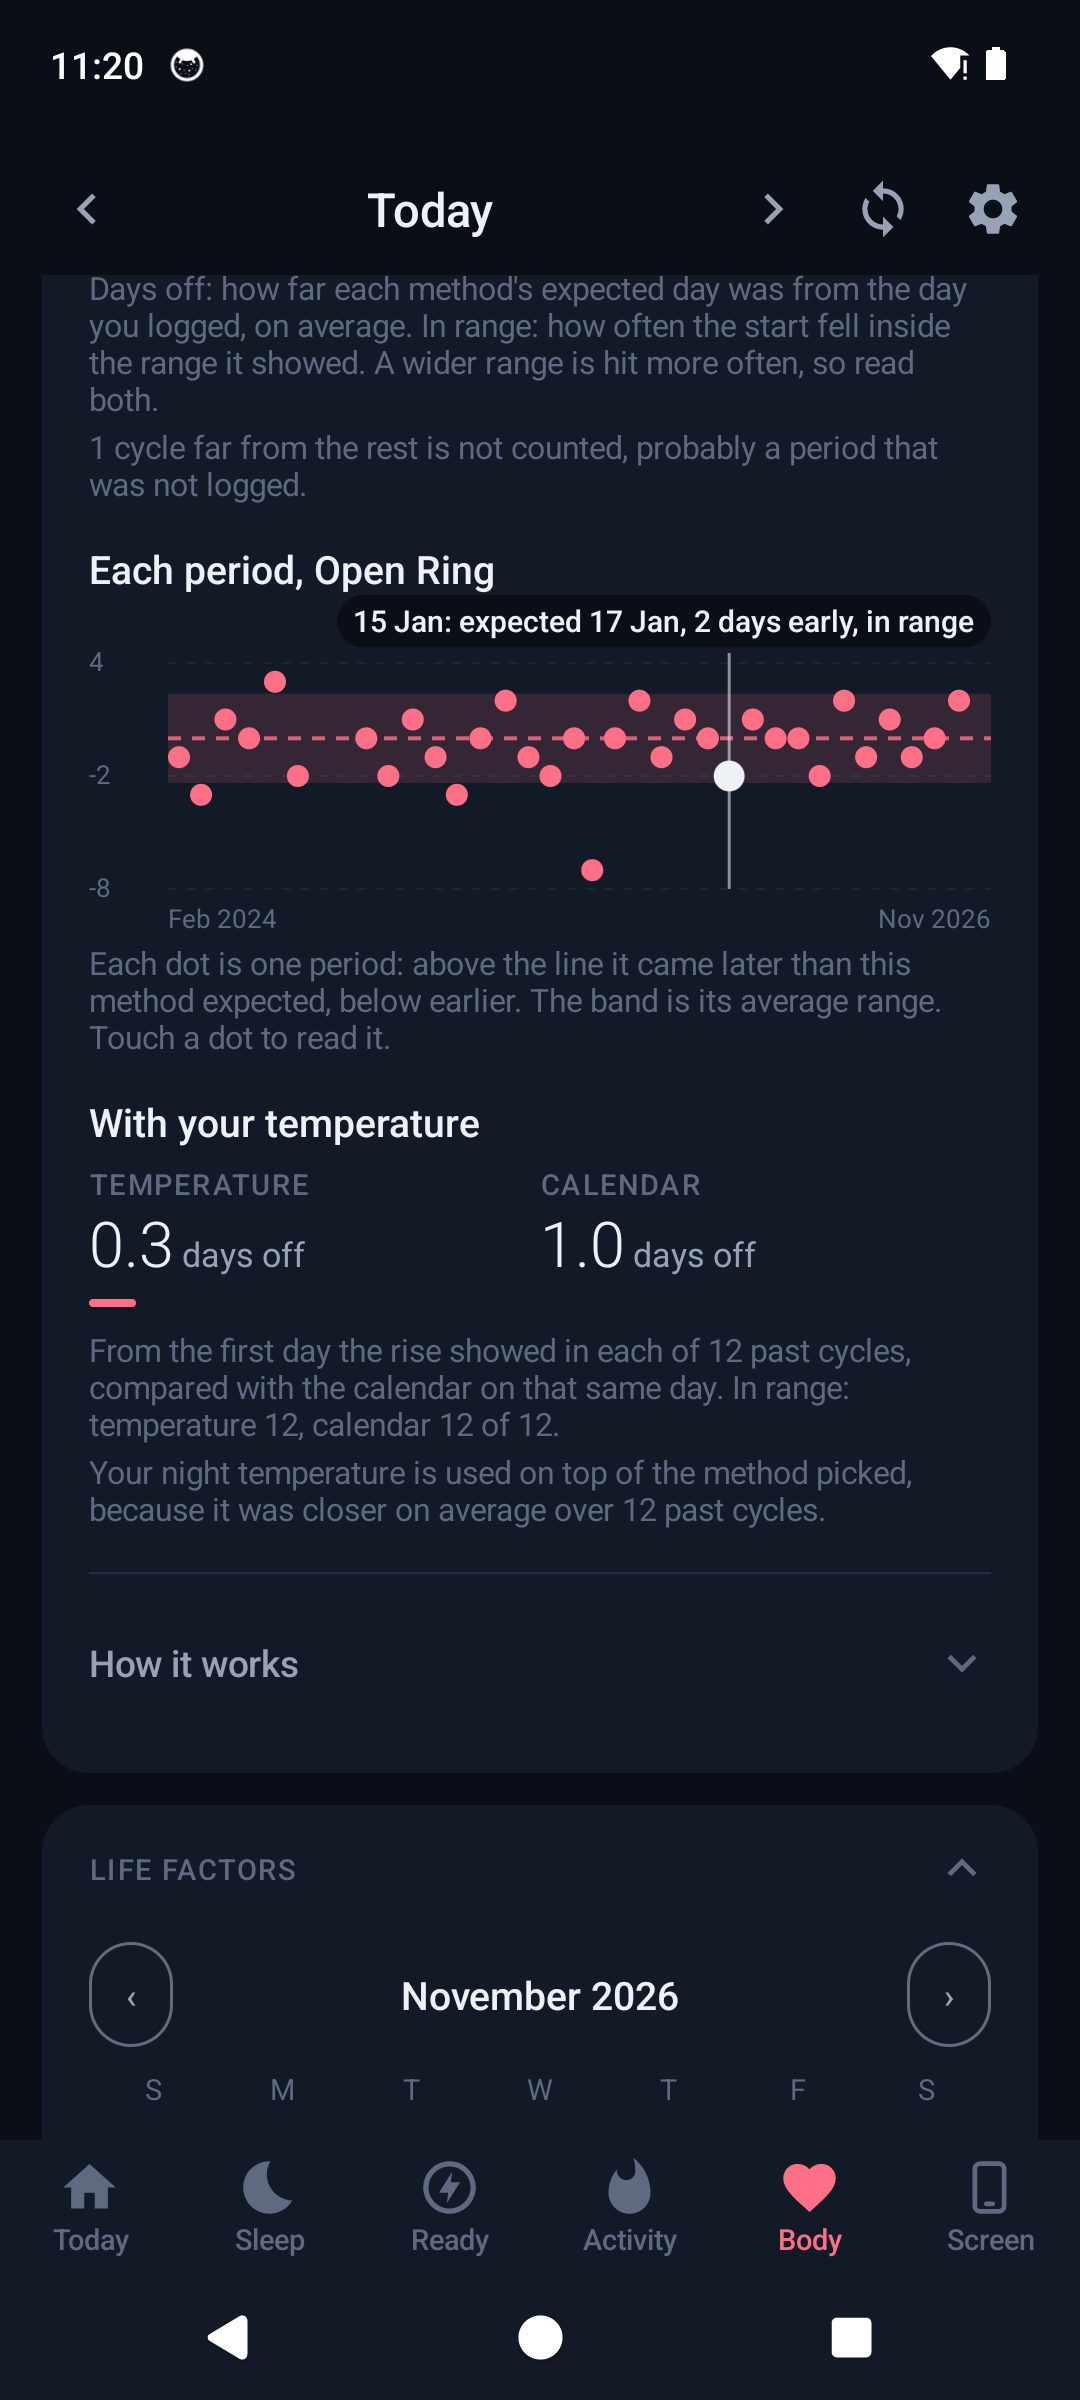 11:20
Today
Days off: how far each method's expected day was from the day
you logged, on average. In range: how often the start fell inside
the range it showed. A wider range is hit more often, so read
both.
1 cycle far from the rest is not counted, probably a period that
was not logged.
Each period, Open Ring
15 Jan: expected 17 Jan, 2 days early, in range
4
-2
-8
Feb 2024
Nov 2026
Each dot is one period: above the line it came later than this
method expected, below earlier. The band is its average range.
Touch a dot to read it.
With your temperature
TEMPERATURE
CALENDAR
0.3 days off
1.0 days off
From the first day the rise showed in each of 12 past cycles,
compared with the calendar on that same day. In range:
temperature 12, calendar 12 of 12.
Your night temperature is used on top of the method picked,
because it was closer on average over 12 past cycles.
How it works
LIFE FACTORS
‹
November 2026
›
S M T W T F S
Today
Sleep
Ready
Activity
Body
Screen